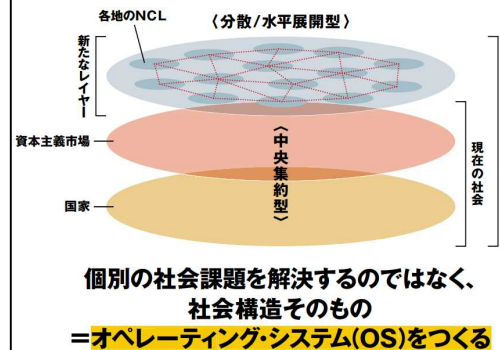 各地のNCL
〈分散/水平展開型〉
新たなレイヤー
資本主義市場
〈中央集約型〉
現在の社会
国家
個別の社会課題を解決するのではなく、
社会構造そのもの
=オペレーティング・システム(OS)をつくる